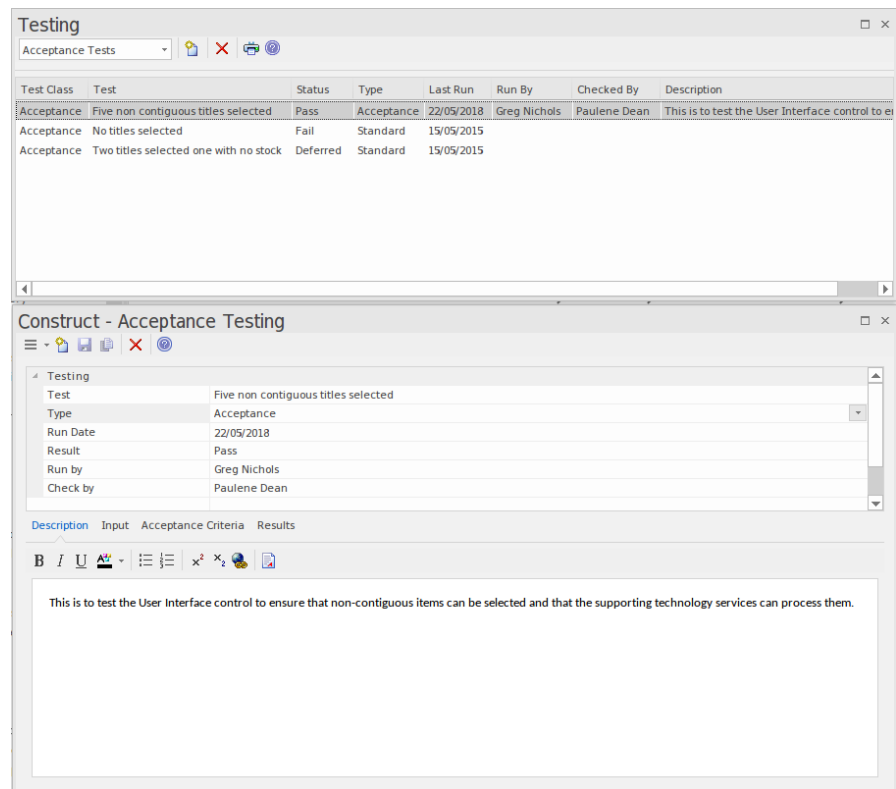 Testing
Acceptance Tests
Test Class Test Status Type Last Run Run By Checked By Description
Acceptance Five non contiguous titles selected Pass Acceptance 22/05/2018 Greg Nichols Paulene Dean This is to test the User Interface control to
Acceptance No titles selected Fail Standard 15/05/2015
Acceptance Two titles selected one with no stock Deferred Standard 15/05/2015
Construct - Acceptance Testing
Testing
Test Five non contiguous titles selected
Type Acceptance
Run Date 22/05/2018
Result Pass
Run by Greg Nichols
Check by Paulene Dean
Description Input Acceptance Criteria Results
B I U A x² x₂
This is to test the User Interface control to ensure that non-contiguous items can be selected and that the supporting technology services can process them.